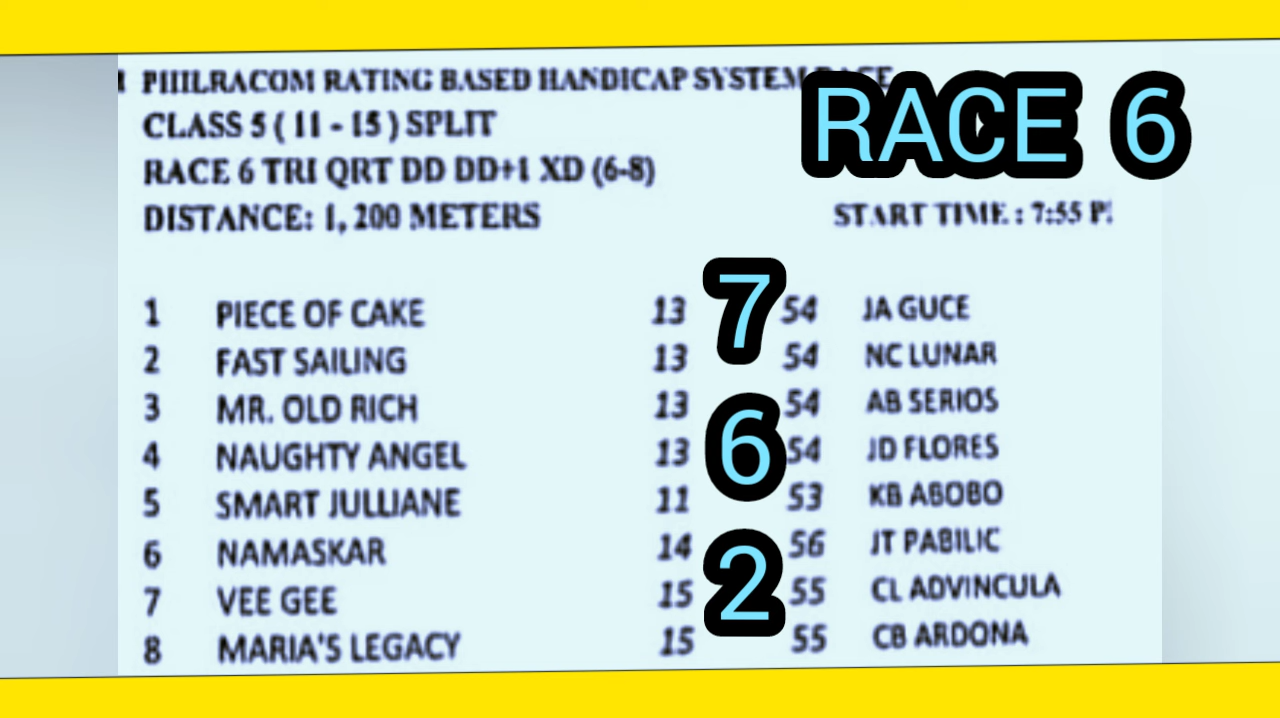 PHILRACOM RATING BASED HANDICAP SYSTEM RACE
CLASS 5 ( 11 - 15 ) SPLIT
RACE 6 TRI QRT DD DD+1 XD (6-8)
DISTANCE: 1, 200 METERS
START TIME : 7:55 P
RACE 6
1 PIECE OF CAKE 13 54 JA GUCE
2 FAST SAILING 13 54 NC LUNAR
3 MR. OLD RICH 13 54 AB SERIOS
4 NAUGHTY ANGEL 13 54 JD FLORES
5 SMART JULLIANE 11 53 KB ABOBO
6 NAMASKAR 14 56 JT PABILIC
7 VEE GEE 15 55 CL ADVINCULA
8 MARIA'S LEGACY 15 55 CB ARDONA
7
6
2